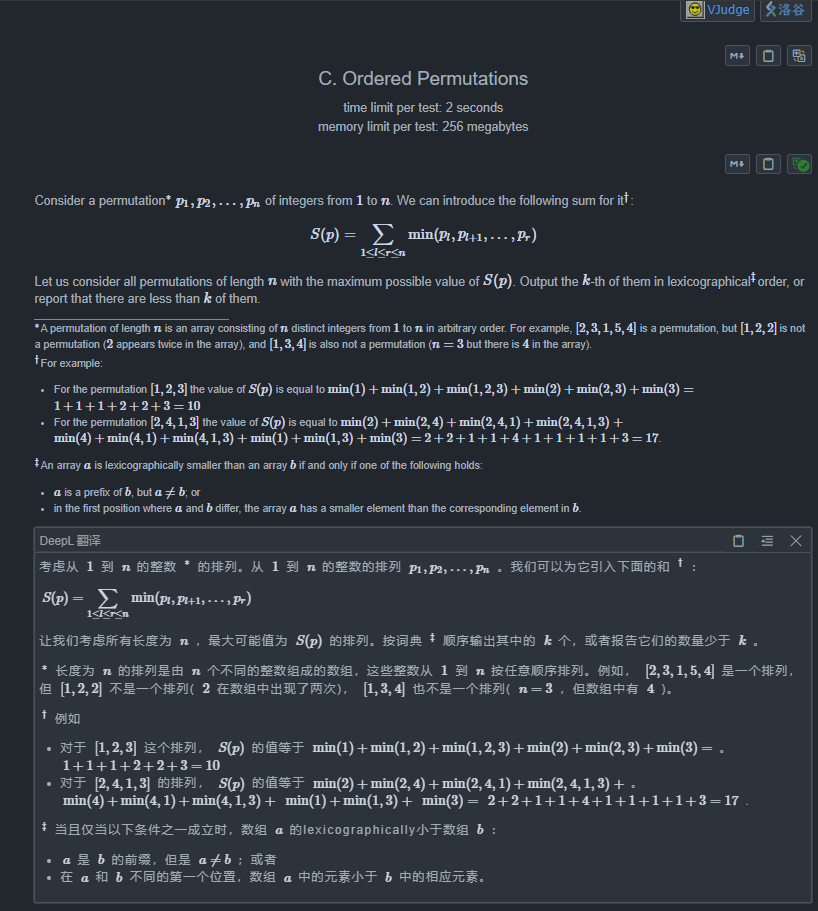 VJudge 洛谷
M↓
C. Ordered Permutations
time limit per test: 2 seconds
memory limit per test: 256 megabytes
M↓
Consider a permutation* p₁, p₂, …, pₙ of integers from 1 to n. We can introduce the following sum for it†:
S(p) = ∑ min(pₗ, pₗ₊₁, …, pᵣ)
1≤l≤r≤n
Let us consider all permutations of length n with the maximum possible value of S(p). Output the k-th of them in lexicographical‡ order, or
report that there are less than k of them.
* A permutation of length n is an array consisting of n distinct integers from 1 to n in arbitrary order. For example, [2, 3, 1, 5, 4] is a permutation, but [1, 2, 2] is not
a permutation (2 appears twice in the array), and [1, 3, 4] is also not a permutation (n = 3 but there is 4 in the array).
† For example:
• For the permutation [1, 2, 3] the value of S(p) is equal to min(1) + min(1, 2) + min(1, 2, 3) + min(2) + min(2, 3) + min(3) =
1 + 1 + 1 + 2 + 2 + 3 = 10
• For the permutation [2, 4, 1, 3] the value of S(p) is equal to min(2) + min(2, 4) + min(2, 4, 1) + min(2, 4, 1, 3) +
min(4) + min(4, 1) + min(4, 1, 3) + min(1) + min(1, 3) + min(3) = 2 + 2 + 1 + 1 + 4 + 1 + 1 + 1 + 1 + 3 = 17.
‡ An array a is lexicographically smaller than an array b if and only if one of the following holds:
• a is a prefix of b, but a ≠ b; or
• in the first position where a and b differ, the array a has a smaller element than the corresponding element in b.
DeepL 翻译
考虑从 1 到 n 的整数 * 的排列。从 1 到 n 的整数的排列 p₁, p₂, …, pₙ 。我们可以为它引入下面的和 † ：
S(p) = ∑ min(pₗ, pₗ₊₁, …, pᵣ)
1≤l≤r≤n
让我们考虑所有长度为 n ，最大可能值为 S(p) 的排列。按词典 ‡ 顺序输出其中的 k 个，或者报告它们的数量少于 k 。
* 长度为 n 的排列是由 n 个不同的整数组成的数组，这些整数从 1 到 n 按任意顺序排列。例如， [2, 3, 1, 5, 4] 是一个排列，
但 [1, 2, 2] 不是一个排列( 2 在数组中出现了两次)， [1, 3, 4] 也不是一个排列( n = 3 ，但数组中有 4 )。
† 例如
• 对于 [1, 2, 3] 这个排列， S(p) 的值等于 min(1) + min(1, 2) + min(1, 2, 3) + min(2) + min(2, 3) + min(3) = 。
1 + 1 + 1 + 2 + 2 + 3 = 10
• 对于 [2, 4, 1, 3] 的排列， S(p) 的值等于 min(2) + min(2, 4) + min(2, 4, 1) + min(2, 4, 1, 3) + 。
min(4) + min(4, 1) + min(4, 1, 3) + min(1) + min(1, 3) + min(3) = 2 + 2 + 1 + 1 + 4 + 1 + 1 + 1 + 1 + 3 = 17 .
‡ 当且仅当以下条件之一成立时，数组 a 的lexicographically小于数组 b ：
• a 是 b 的前缀，但是 a ≠ b ；或者
• 在 a 和 b 不同的第一个位置，数组 a 中的元素小于 b 中的相应元素。